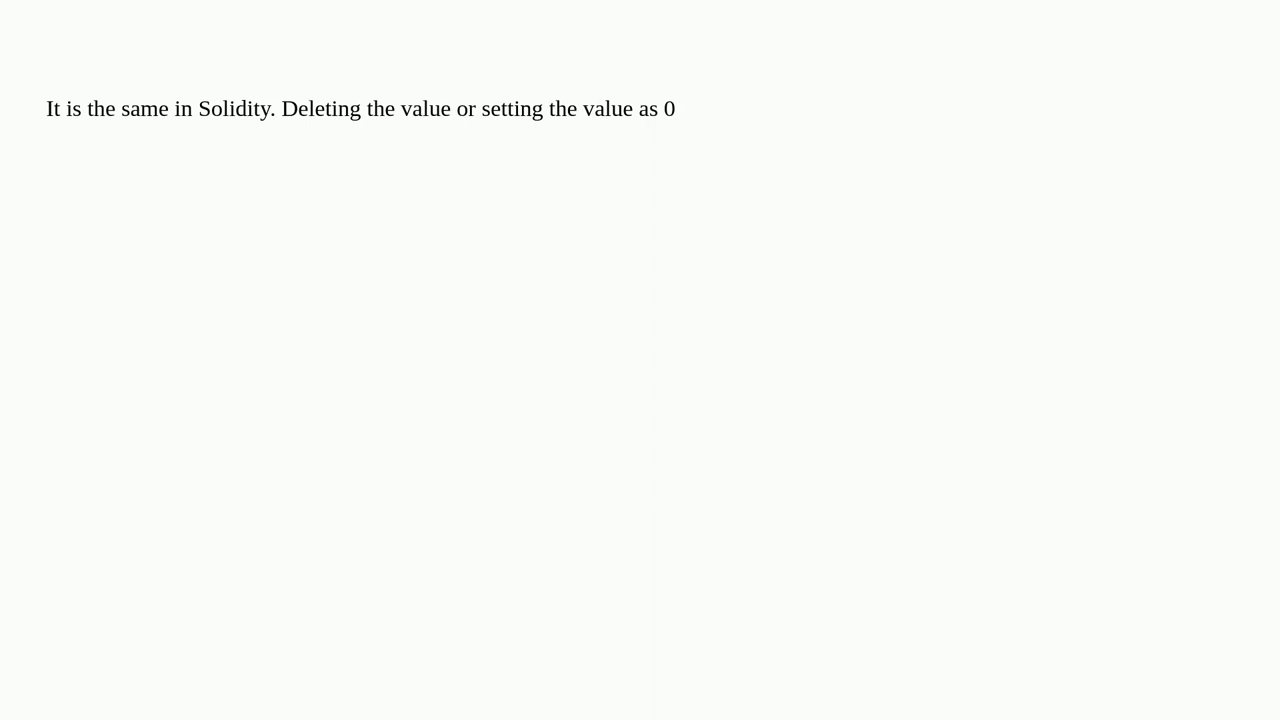 It is the same in Solidity. Deleting the value or setting the value as 0